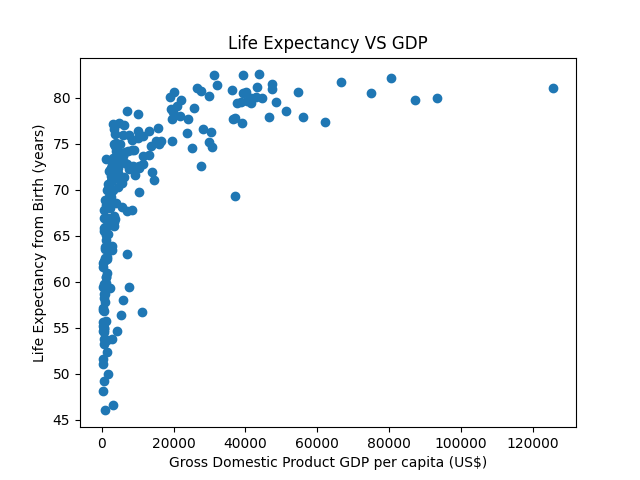 Life Expectancy VS GDP
Life Expectancy from Birth (years)
80
75
70
65
60
55
50
45
0 20000 40000 60000 80000 100000 120000
Gross Domestic Product GDP per capita (US$)